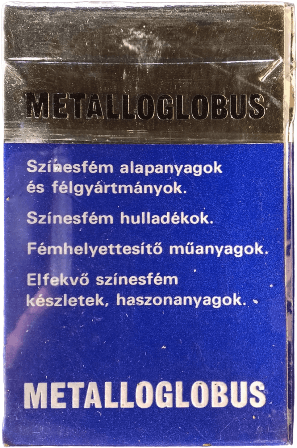 METALLOGLOBUS
Színesfém alapanyagok
és félgyártmányok.
Színesfém hulladékok.
Fémhelyettesítő műanyagok.
Elfekvő színesfém
készletek, haszonanyagok.
METALLOGLOBUS